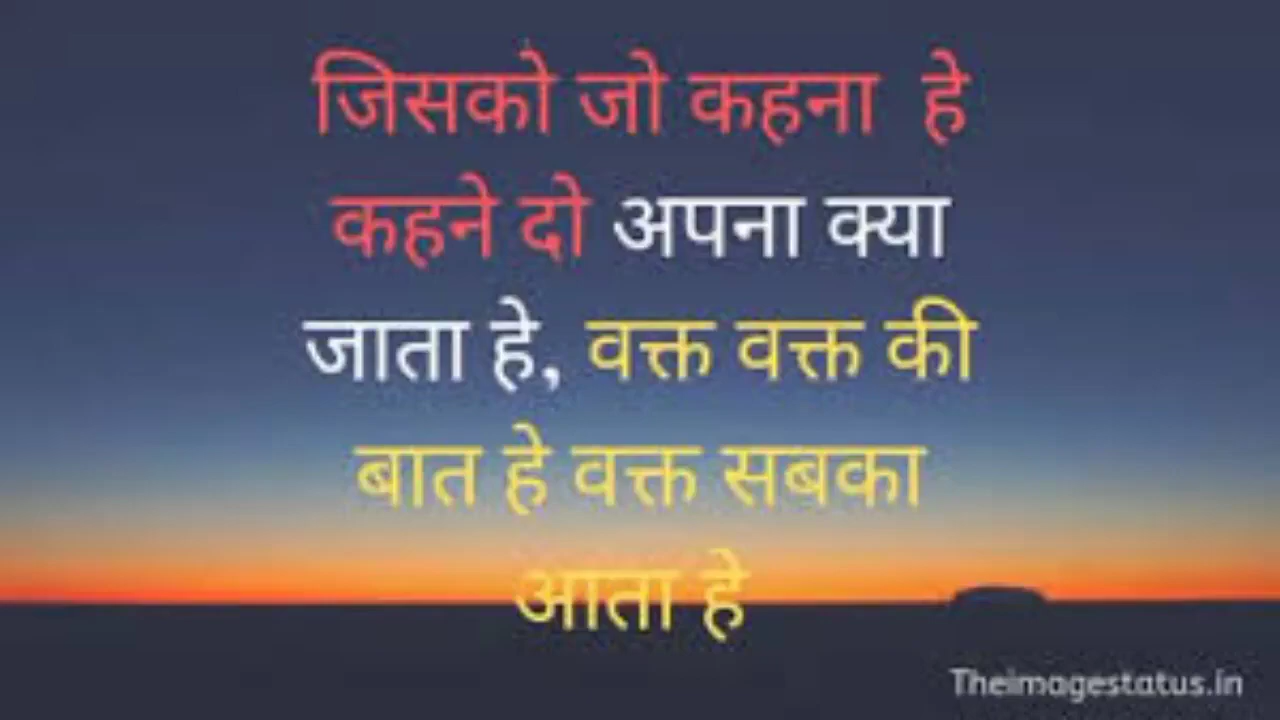 जिसको जो कहना हे
कहने दो अपना क्या
जाता हे, वक्त वक्त की
बात हे वक्त सबका
आता हे
Theimagestatus.in